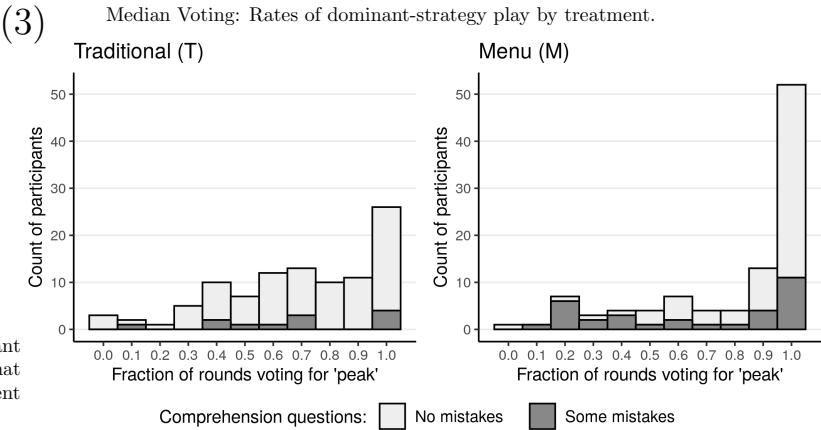 (3)
Median Voting: Rates of dominant-strategy play by treatment.
Traditional (T)
Count of participants
50
40
30
20
10
0
0.0 0.1 0.2 0.3 0.4 0.5 0.6 0.7 0.8 0.9 1.0
Fraction of rounds voting for 'peak'
Menu (M)
Count of participants
50
40
30
20
10
0
0.0 0.1 0.2 0.3 0.4 0.5 0.6 0.7 0.8 0.9 1.0
Fraction of rounds voting for 'peak'
Comprehension questions: No mistakes Some mistakes